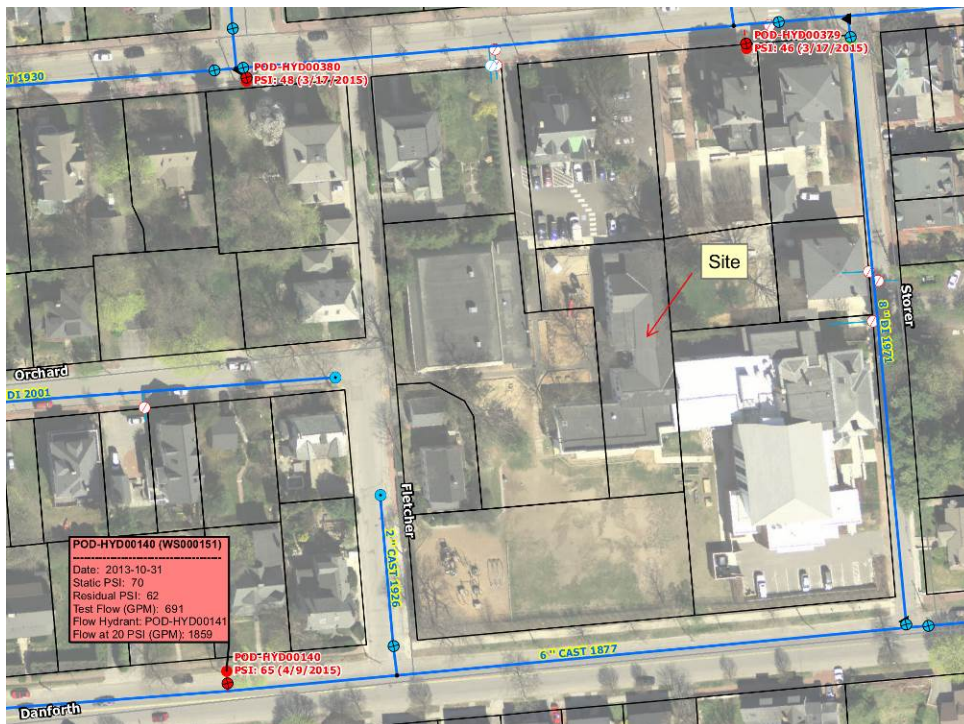 POD-HYD00379
PSI: 46 (3/17/2015)
POD-HYD00380
PSI: 48 (3/17/2015)
ST 1930
Site
Storer
8 " DI 1971
Orchard
DI 2001
Fletcher
2 " CAST 1926
POD-HYD00140 (WS000151)
----------------------------------------
Date: 2013-10-31
Static PSI: 70
Residual PSI: 62
Test Flow (GPM): 691
Flow Hydrant: POD-HYD00141
Flow at 20 PSI (GPM): 1859
POD-HYD00140
PSI: 65 (4/9/2015)
6 " CAST 1877
Danforth